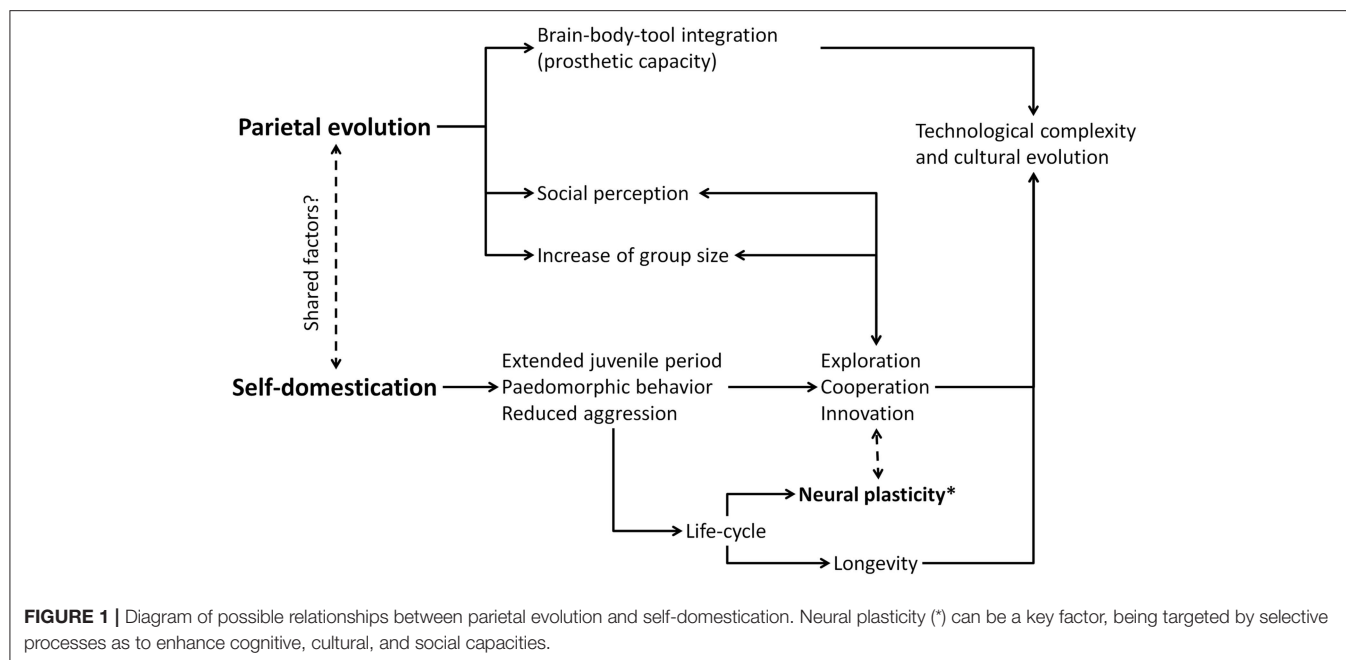 Brain-body-tool integration
(prosthetic capacity)
Parietal evolution
Technological complexity
and cultural evolution
Social perception
Increase of group size
Shared factors?
Self-domestication
Extended juvenile period
Paedomorphic behavior
Reduced aggression
Exploration
Cooperation
Innovation
Neural plasticity*
Life-cycle
Longevity
FIGURE 1 | Diagram of possible relationships between parietal evolution and self-domestication. Neural plasticity (*) can be a key factor, being targeted by selective
processes as to enhance cognitive, cultural, and social capacities.